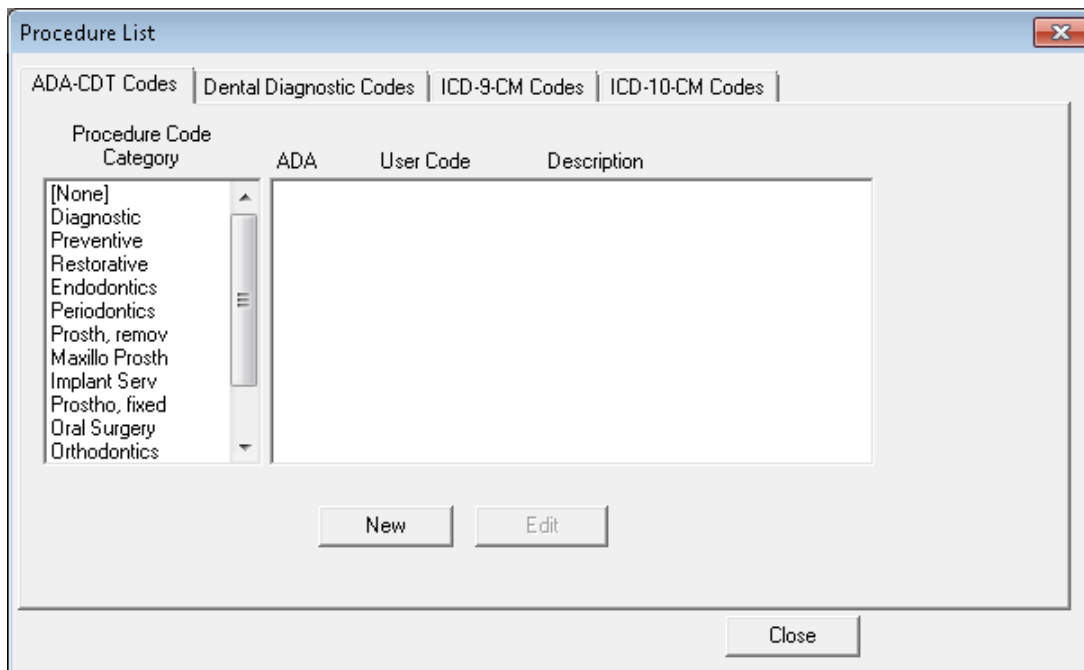 Procedure List
ADA-CDT Codes
Dental Diagnostic Codes
ICD-9-CM Codes
ICD-10-CM Codes
Procedure Code
Category
ADA
User Code
Description
[None]
Diagnostic
Preventive
Restorative
Endodontics
Periodontics
Prosth, remov
Maxillo Prosth
Implant Serv
Prostho, fixed
Oral Surgery
Orthodontics
New
Edit
Close